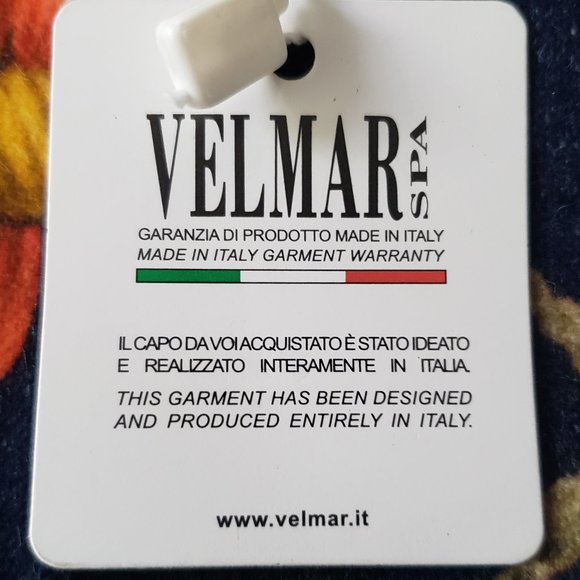 VELMAR SPA
GARANZIA DI PRODOTTO MADE IN ITALY
MADE IN ITALY GARMENT WARRANTY
IL CAPO DA VOI ACQUISTATO È STATO IDEATO
E REALIZZATO INTERAMENTE IN ITALIA.
THIS GARMENT HAS BEEN DESIGNED
AND PRODUCED ENTIRELY IN ITALY.
www.velmar.it